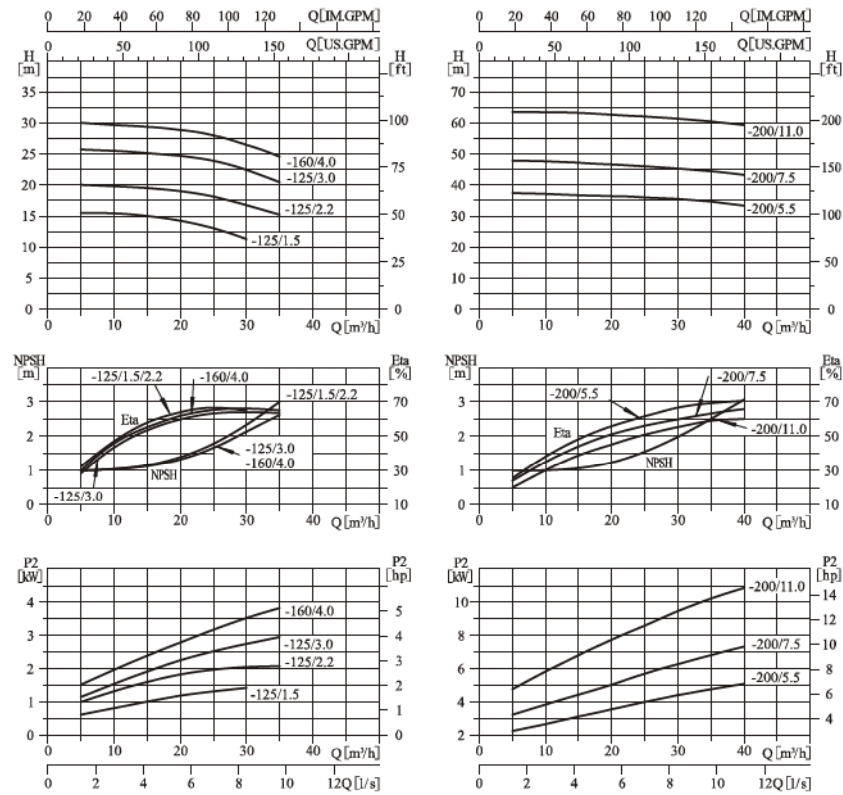 0 20 40 60 80 100 120 Q[IM.GPM]
0 50 100 150 Q[US.GPM]
H
[m]
H
[ft]
35
30
25
20
15
10
5
0
100
75
50
25
0
-160/4.0
-125/3.0
-125/2.2
-125/1.5
0 10 20 30 Q[m³/h] 40
0 20 40 60 80 100 120 Q[IM.GPM]
0 50 100 150 Q[US.GPM]
H
[m]
H
[ft]
70
60
50
40
30
20
10
0
200
150
100
50
0
-200/11.0
-200/7.5
-200/5.5
0 10 20 30 Q[m³/h] 40
NPSH
[m]
Eta
[%]
3
2
1
0
70
50
30
10
-125/1.5/2.2
-160/4.0
-125/1.5/2.2
Eta
-125/3.0
-160/4.0
NPSH
-125/3.0
0 10 20 30 Q[m³/h] 40
NPSH
[m]
Eta
[%]
3
2
1
0
70
50
30
10
-200/7.5
-200/5.5
Eta
-200/11.0
NPSH
0 10 20 30 Q[m³/h] 40
P2
[kW]
P2
[hp]
4
3
2
1
0
5
4
3
2
1
0
-160/4.0
-125/3.0
-125/2.2
-125/1.5
0 10 20 30 Q[m³/h] 40
0 2 4 6 8 10 12Q[l/s]
P2
[kW]
P2
[hp]
10
8
6
4
2
14
12
10
8
6
4
-200/11.0
-200/7.5
-200/5.5
0 10 20 30 Q[m³/h] 40
0 2 4 6 8 10 12Q[l/s]